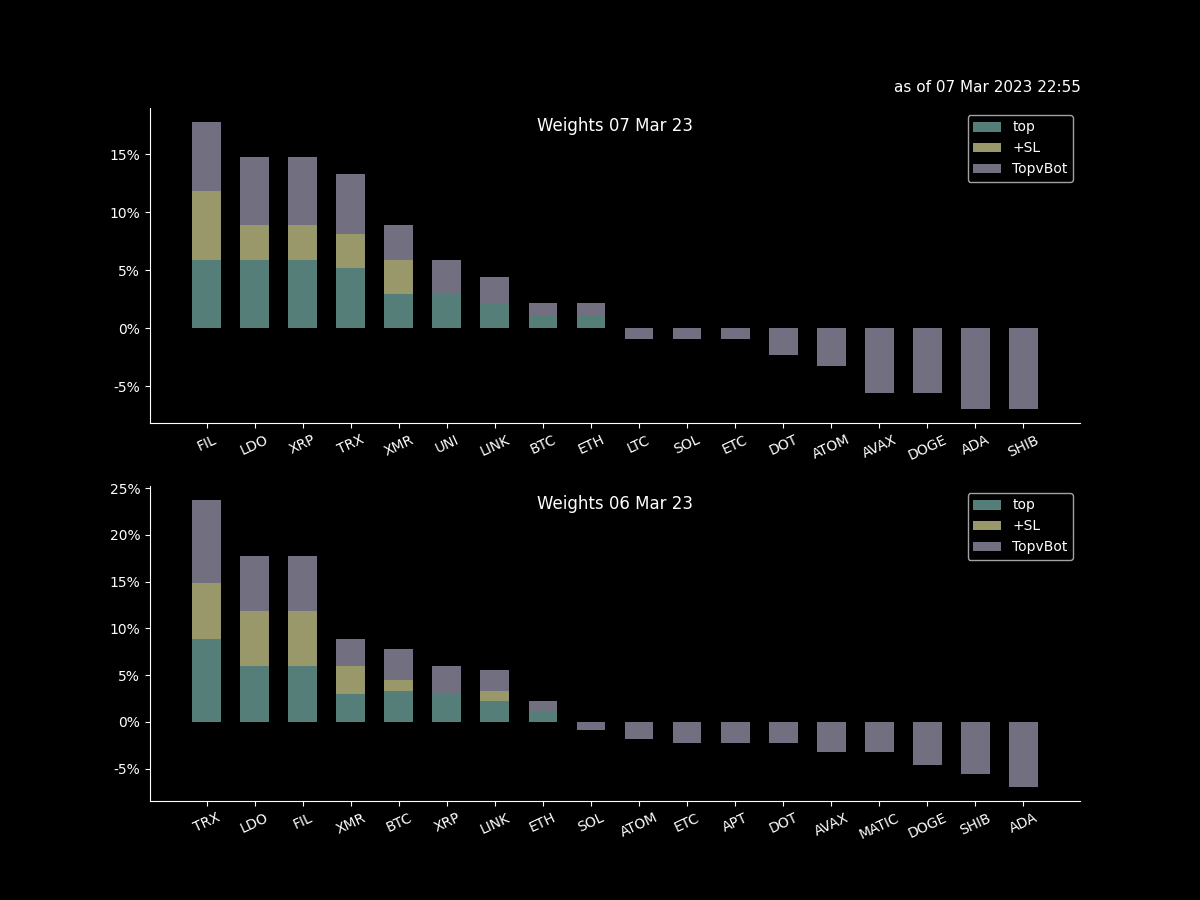 as of 07 Mar 2023 22:55
Weights 07 Mar 23
top
+SL
TopvBot
15%
10%
5%
0%
-5%
FIL LDO XRP TRX XMR UNI LINK BTC ETH LTC SOL ETC DOT ATOM AVAX DOGE ADA SHIB
Weights 06 Mar 23
top
+SL
TopvBot
25%
20%
15%
10%
5%
0%
-5%
TRX LDO FIL XMR BTC XRP LINK ETH SOL ATOM ETC APT DOT AVAX MATIC DOGE SHIB ADA